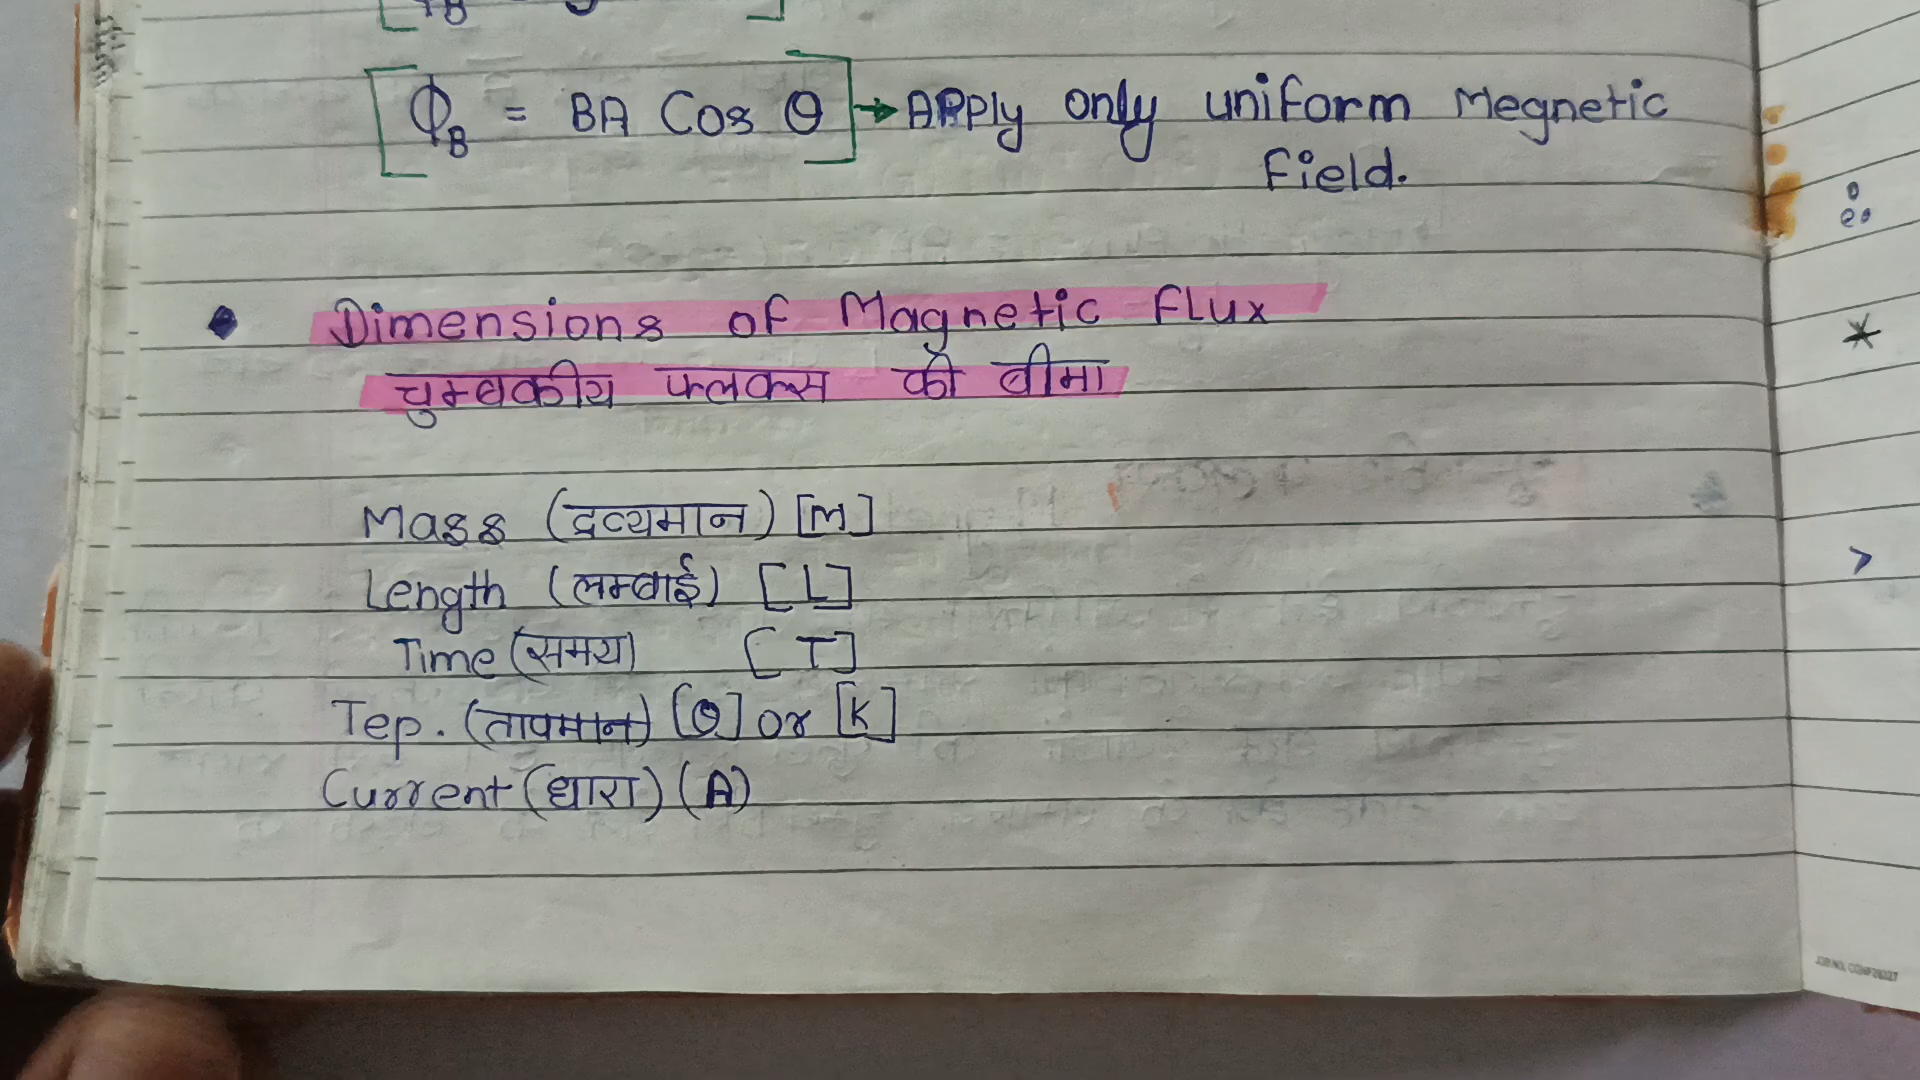 Φ_B = BA Cos θ → Apply only uniform Megnetic
Field.
Dimensions of Magnetic Flux
चुम्बकीय फ्लक्स की बीमा
Mass (द्रव्यमान) [M]
Length (लम्बाई) [L]
Time (समय) [T]
Tep. (तापमान) [θ] or [K]
Current (धारा) (A)